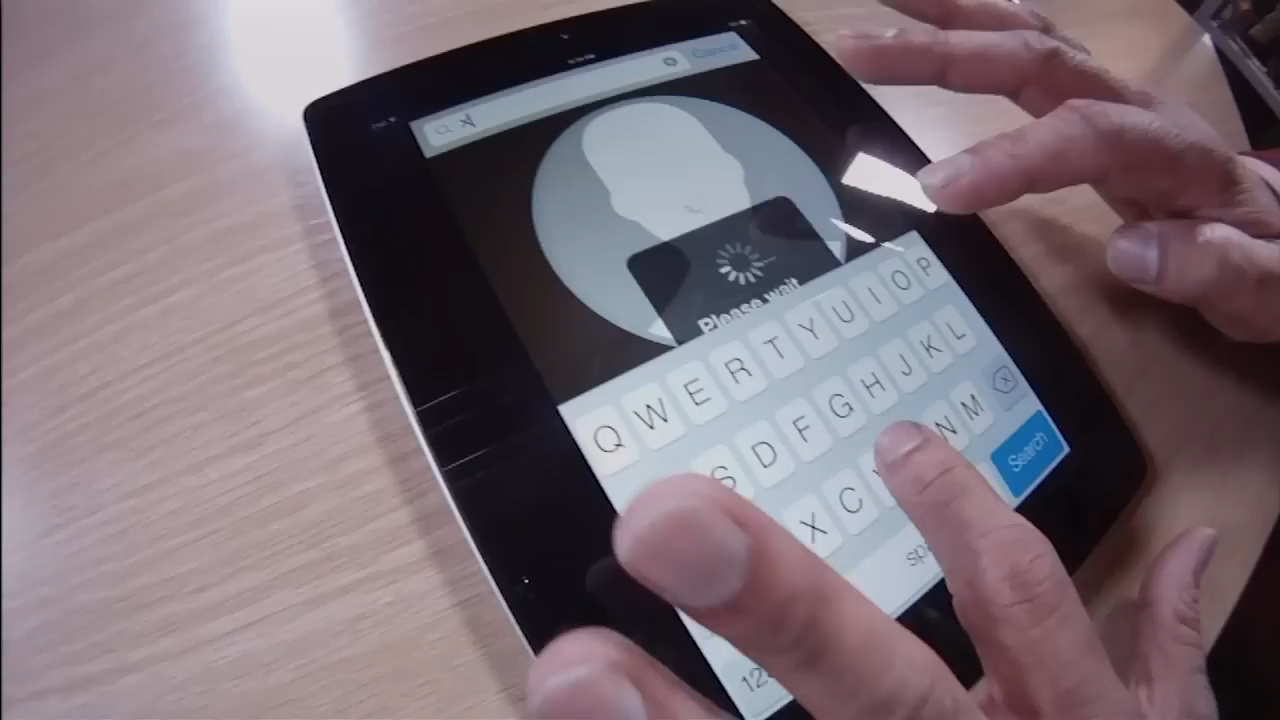 Cancel
Please wait
Q W E R T Y U I O P
S D F G H J K L
X C N M
Search